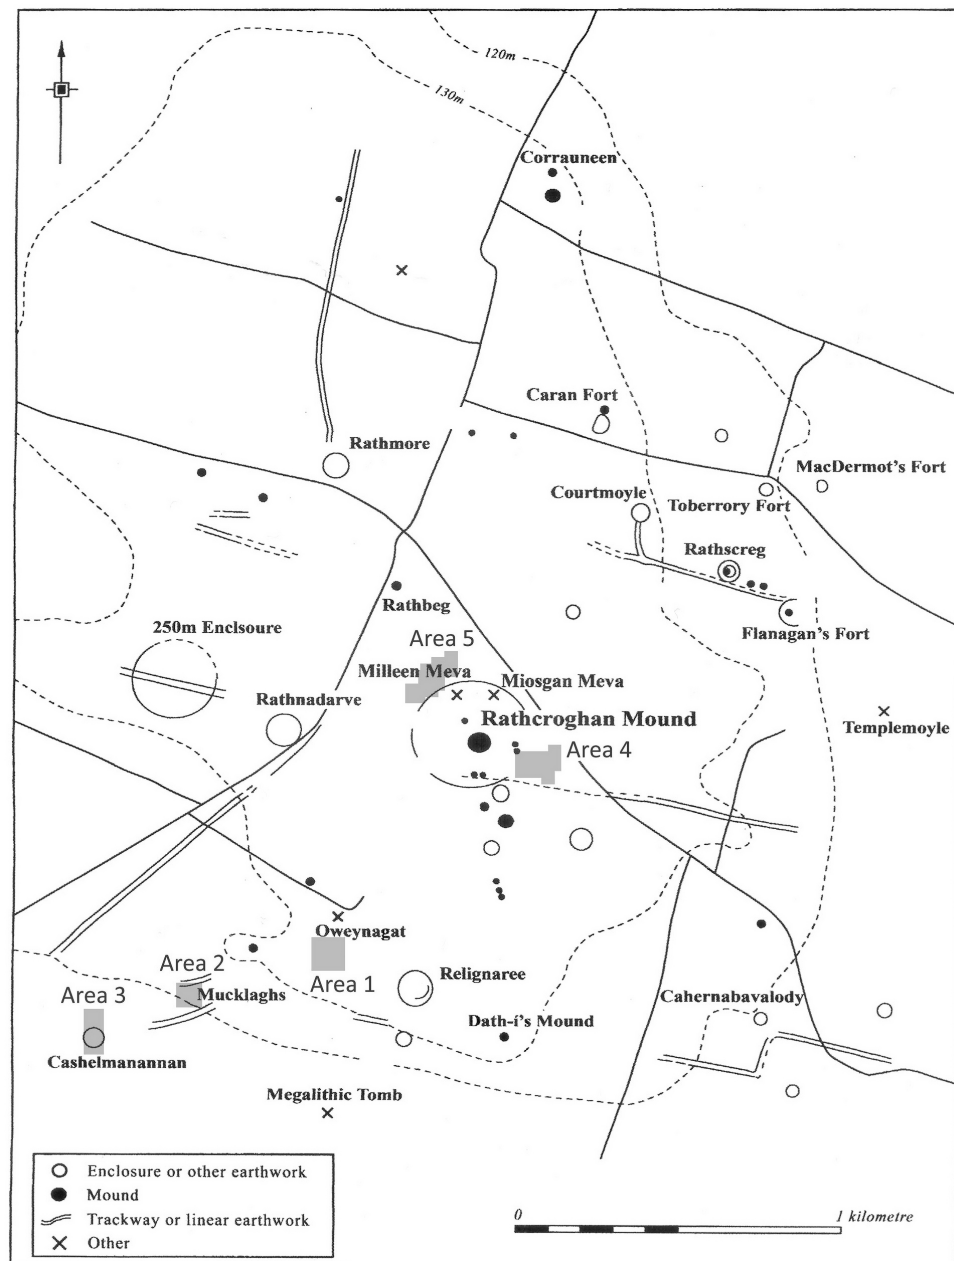 120m
130m
Corrauneen
Caran Fort
Rathmore
MacDermot's Fort
Courtmoyle
Toberrory Fort
Rathscreg
Rathbeg
250m Enclsoure
Area 5
Flanagan's Fort
Milleen Meva
Miosgan Meva
Rathnadarve
Rathcroghan Mound
Templemoyle
Area 4
Oweynagat
Area 2
Relignaree
Area 3
Mucklaghs
Area 1
Cahernabavalody
Dath-í's Mound
Cashelmanannan
Megalithic Tomb
Enclosure or other earthwork
Mound
Trackway or linear earthwork
Other
0 1 kilometre